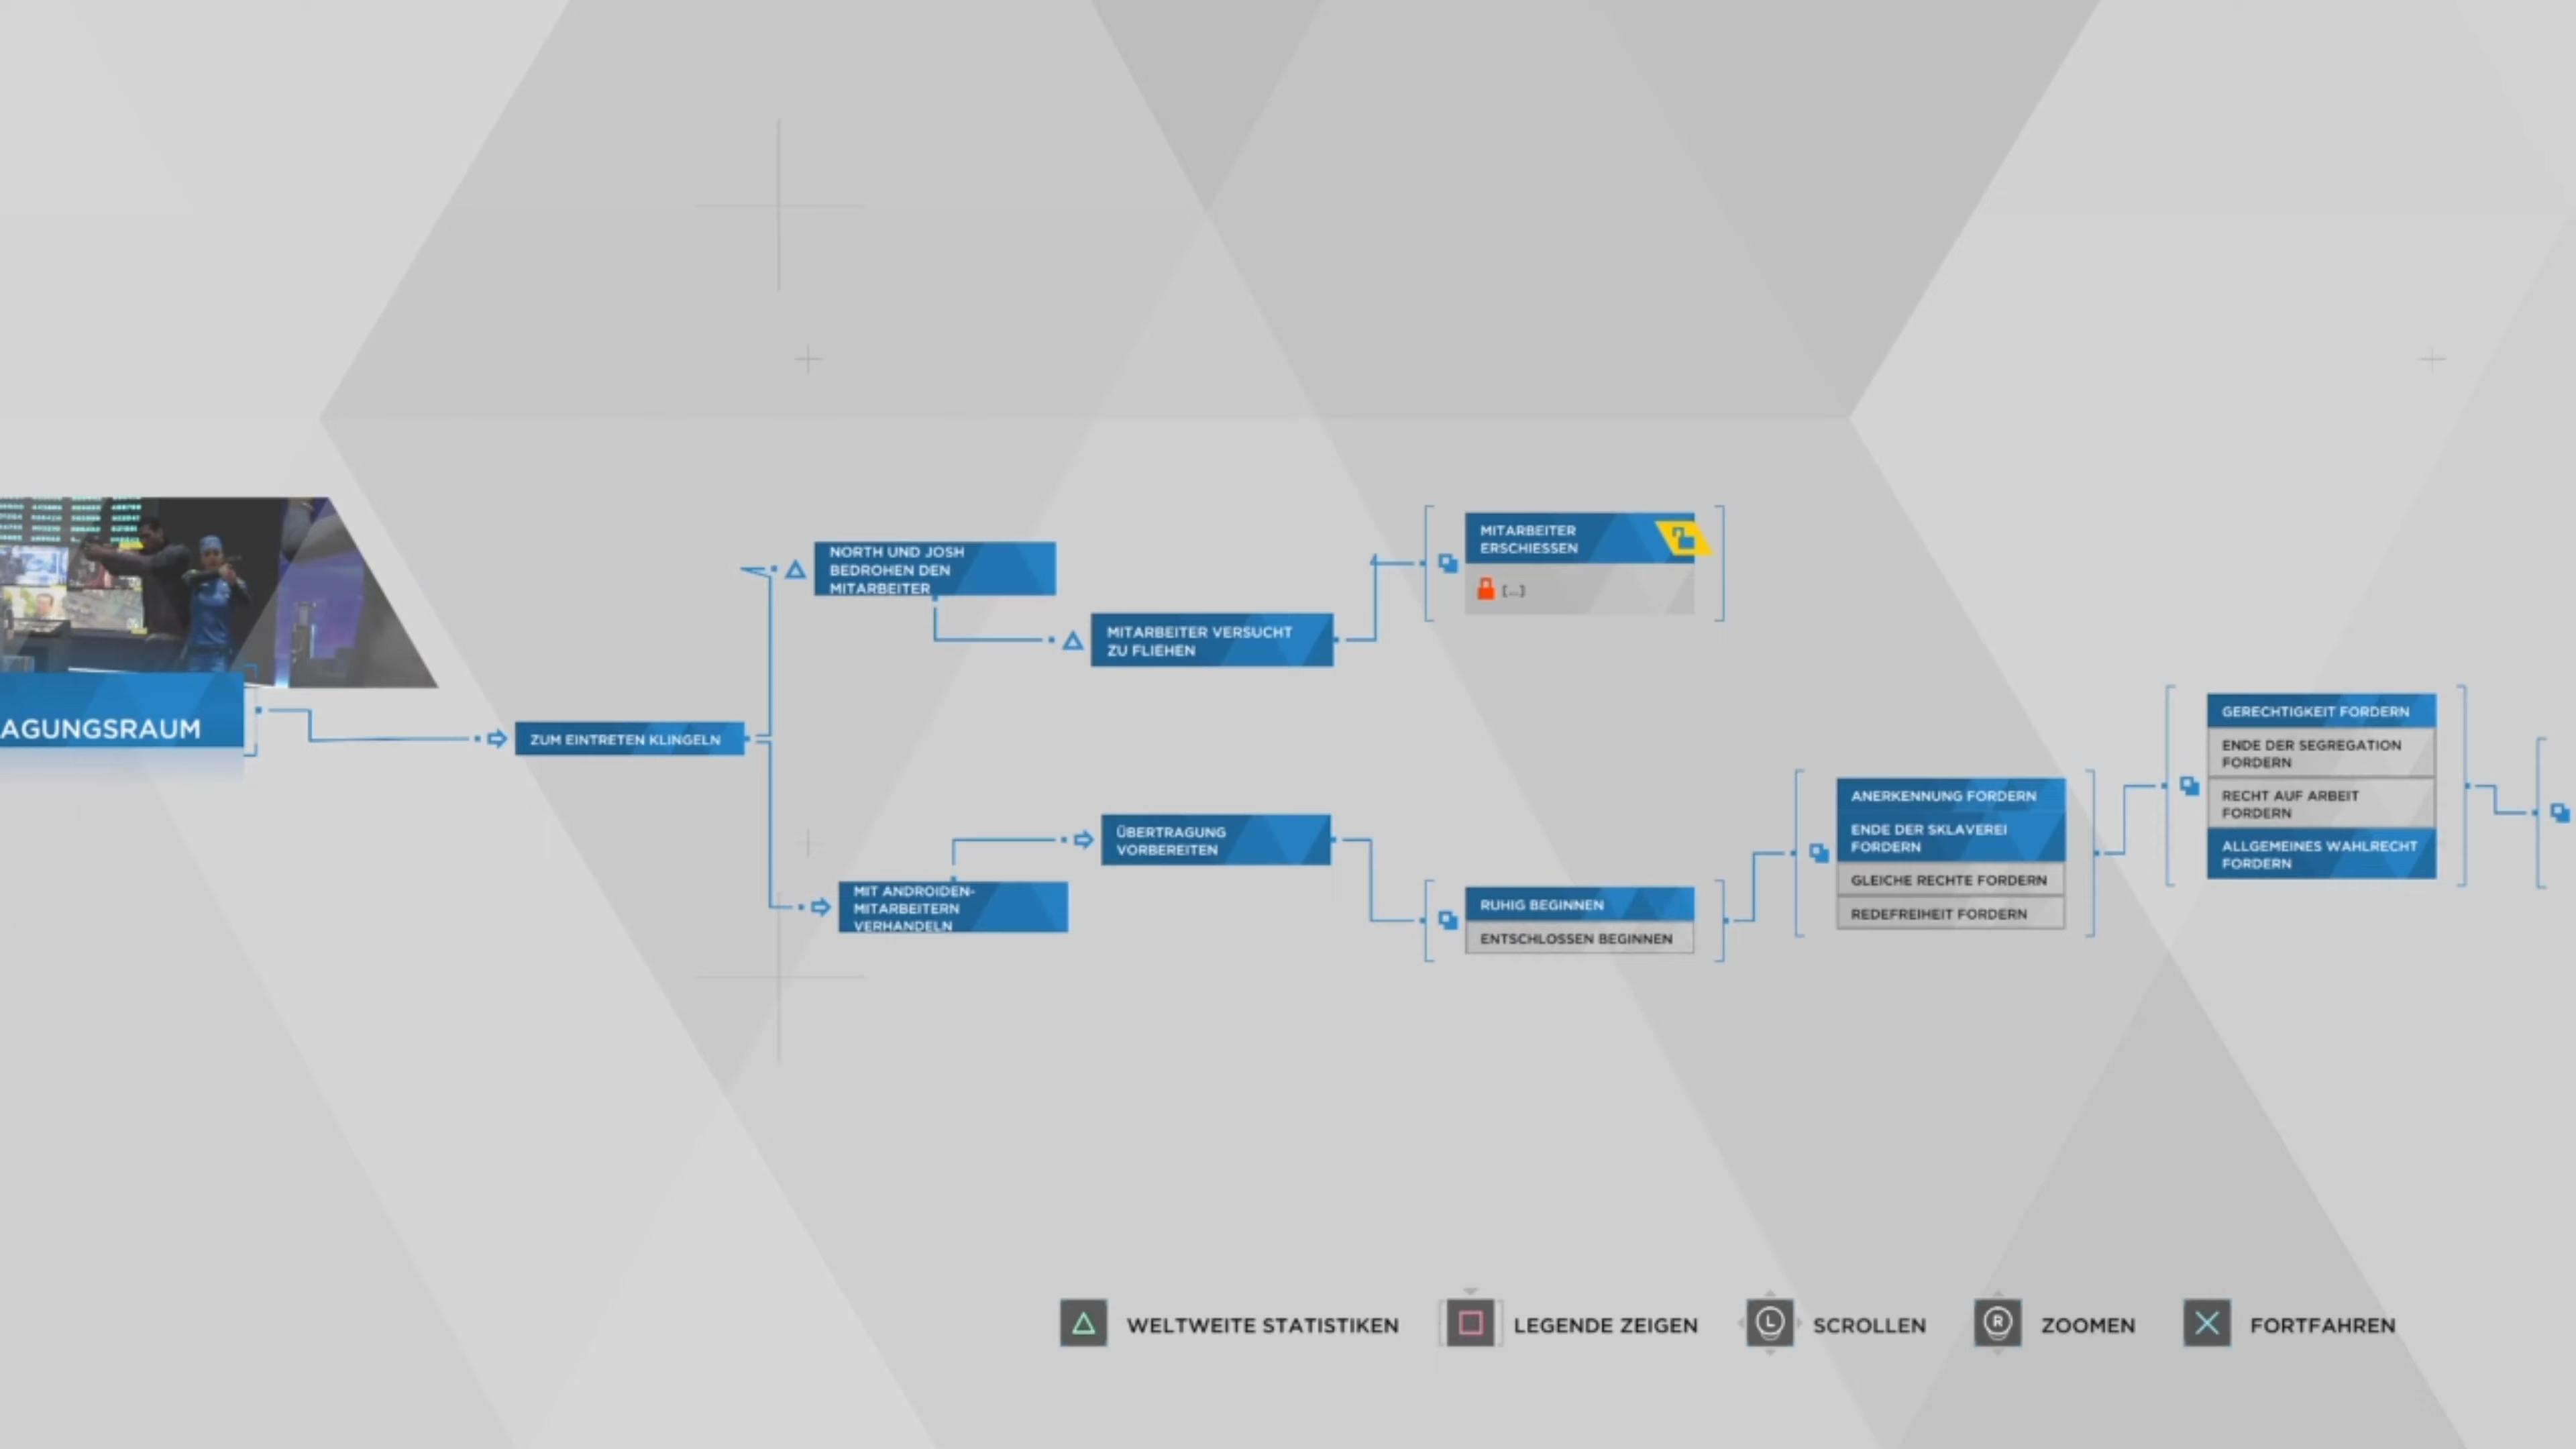 AGUNGSRAUM
ZUM EINTRETEN KLINGELN
NORTH UND JOSH
BEDROHEN DEN
MITARBEITER
MITARBEITER VERSUCHT
ZU FLIEHEN
MITARBEITER
ERSCHIESSEN
[...]
MIT ANDROIDEN-
MITARBEITERN
VERHANDELN
ÜBERTRAGUNG
VORBEREITEN
RUHIG BEGINNEN
ENTSCHLOSSEN BEGINNEN
ANERKENNUNG FORDERN
ENDE DER SKLAVEREI
FORDERN
GLEICHE RECHTE FORDERN
REDEFREIHEIT FORDERN
GERECHTIGKEIT FORDERN
ENDE DER SEGREGATION
FORDERN
RECHT AUF ARBEIT
FORDERN
ALLGEMEINES WAHLRECHT
FORDERN
WELTWEITE STATISTIKEN
LEGENDE ZEIGEN
L SCROLLEN
R ZOOMEN
FORTFAHREN